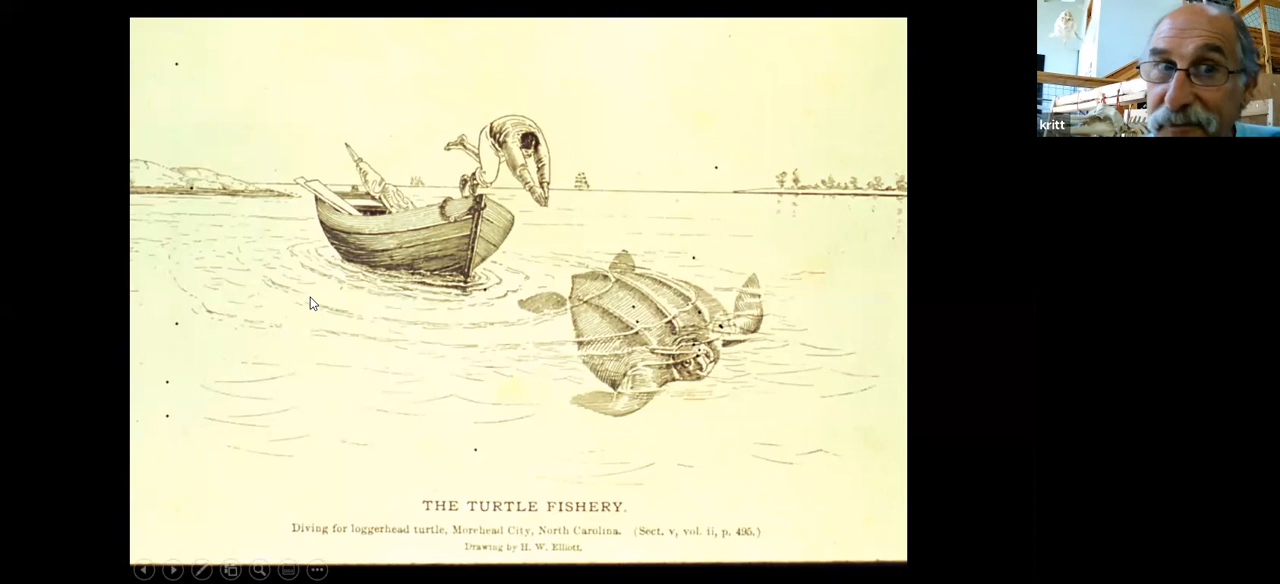 kritt
THE TURTLE FISHERY.
Diving for loggerhead turtle, Morehead City, North Carolina. (Sect. v, vol. ii, p. 495.)
Drawing by H. W. Elliott.